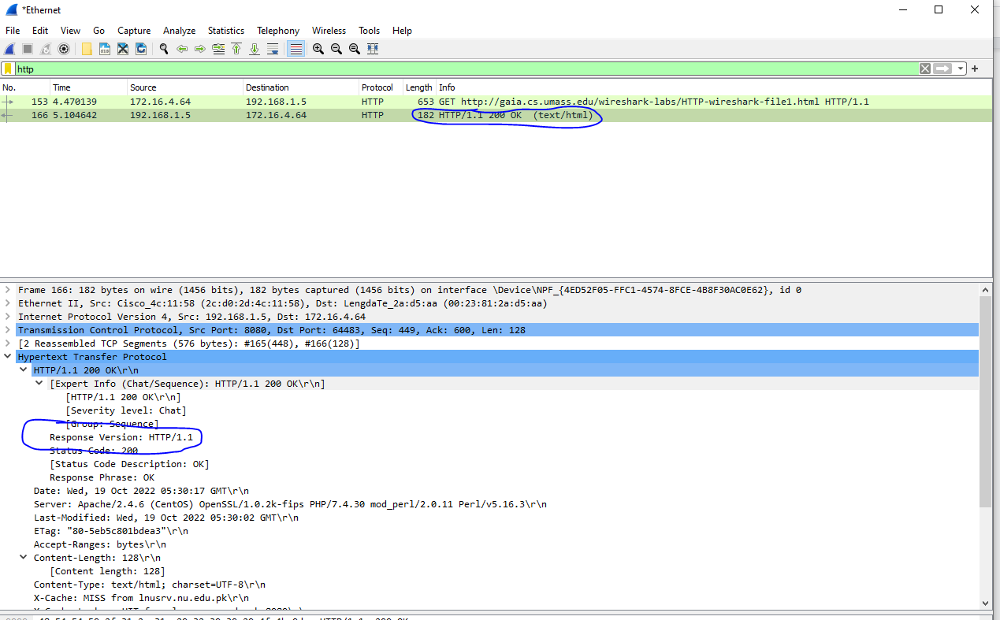 *Ethernet
File Edit View Go Capture Analyze Statistics Telephony Wireless Tools Help
http
No. Time Source Destination Protocol Length Info
153 4.470139 172.16.4.64 192.168.1.5 HTTP 653 GET http://gaia.cs.umass.edu/wireshark-labs/HTTP-wireshark-file1.html HTTP/1.1
166 5.104642 192.168.1.5 172.16.4.64 HTTP 182 HTTP/1.1 200 OK (text/html)
Frame 166: 182 bytes on wire (1456 bits), 182 bytes captured (1456 bits) on interface \Device\NPF_{4ED52F05-FFC1-4574-8FCE-4B8F30AC0E62}, id 0
Ethernet II, Src: Cisco_4c:11:58 (2c:d0:2d:4c:11:58), Dst: LengdaTe_2a:d5:aa (00:23:81:2a:d5:aa)
Internet Protocol Version 4, Src: 192.168.1.5, Dst: 172.16.4.64
Transmission Control Protocol, Src Port: 8080, Dst Port: 64483, Seq: 449, Ack: 600, Len: 128
[2 Reassembled TCP Segments (576 bytes): #165(448), #166(128)]
Hypertext Transfer Protocol
HTTP/1.1 200 OK\r\n
[Expert Info (Chat/Sequence): HTTP/1.1 200 OK\r\n]
[HTTP/1.1 200 OK\r\n]
[Severity level: Chat]
[Group: Sequence]
Response Version: HTTP/1.1
Status Code: 200
[Status Code Description: OK]
Response Phrase: OK
Date: Wed, 19 Oct 2022 05:30:17 GMT\r\n
Server: Apache/2.4.6 (CentOS) OpenSSL/1.0.2k-fips PHP/7.4.30 mod_perl/2.0.11 Perl/v5.16.3\r\n
Last-Modified: Wed, 19 Oct 2022 05:30:02 GMT\r\n
ETag: "80-5eb5c801bdea3"\r\n
Accept-Ranges: bytes\r\n
Content-Length: 128\r\n
[Content length: 128]
Content-Type: text/html; charset=UTF-8\r\n
X-Cache: MISS from lnusrv.nu.edu.pk\r\n